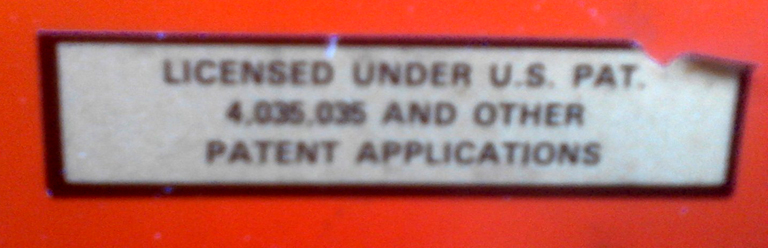 LICENSED UNDER U.S. PAT.
4,035,035 AND OTHER
PATENT APPLICATIONS